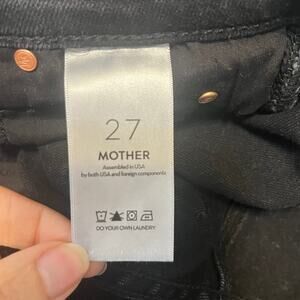 27
MOTHER
Assembled in USA
by both USA and foreign components
DO YOUR OWN LAUNDRY